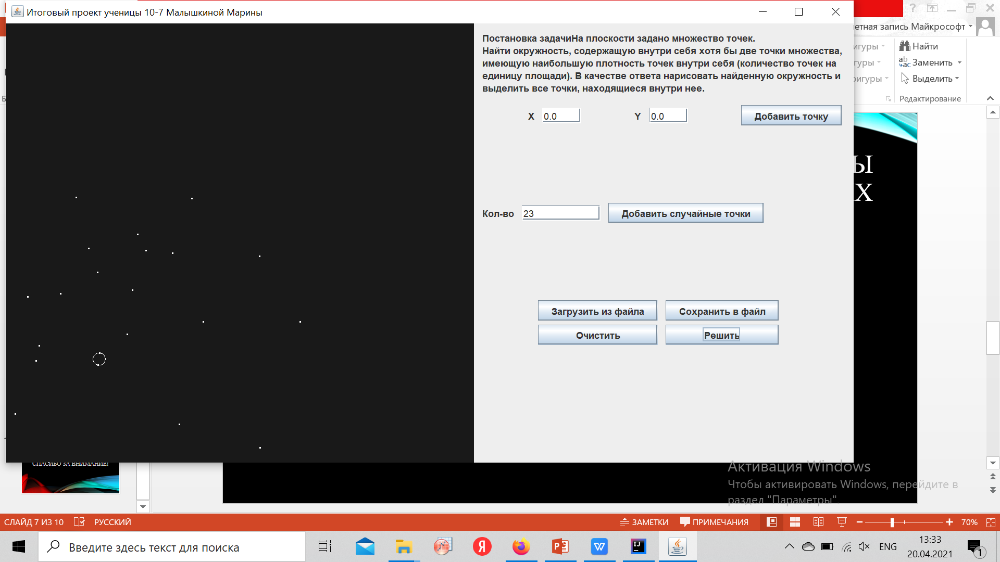 Итоговый проект ученицы 10-7 Малышкиной Марины
етная запись Майкрософт
Постановка задачиНа плоскости задано множество точек.
Найти окружность, содержащую внутри себя хотя бы две точки множества,
имеющую наибольшую плотность точек внутри себя (количество точек на
единицу площади). В качестве ответа нарисовать найденную окружность и
выделить все точки, находящиеся внутри нее.
X 0.0 Y 0.0 Добавить точку
игуры Найти
гуры Заменить
фигуры Выделить
Редактирование
Ы
Х
Кол-во 23 Добавить случайные точки
Загрузить из файла Сохранить в файл
Очистить Решить
СПАСИБО ЗА ВНИМАНИЕ!
Активация Windows
Чтобы активировать Windows, перейдите в
раздел "Параметры".
СЛАЙД 7 ИЗ 10 РУССКИЙ ЗАМЕТКИ ПРИМЕЧАНИЯ 70%
Введите здесь текст для поиска
ENG
13:33
20.04.2021
1